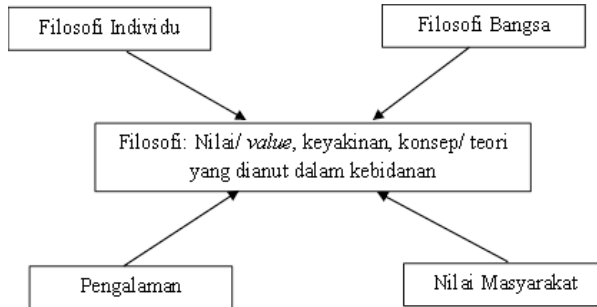 Filosofi Individu
Filosofi Bangsa
Filosofi: Nilai/ value, keyakinan, konsep/ teori
yang dianut dalam kebidanan
Pengalaman
Nilai Masyarakat